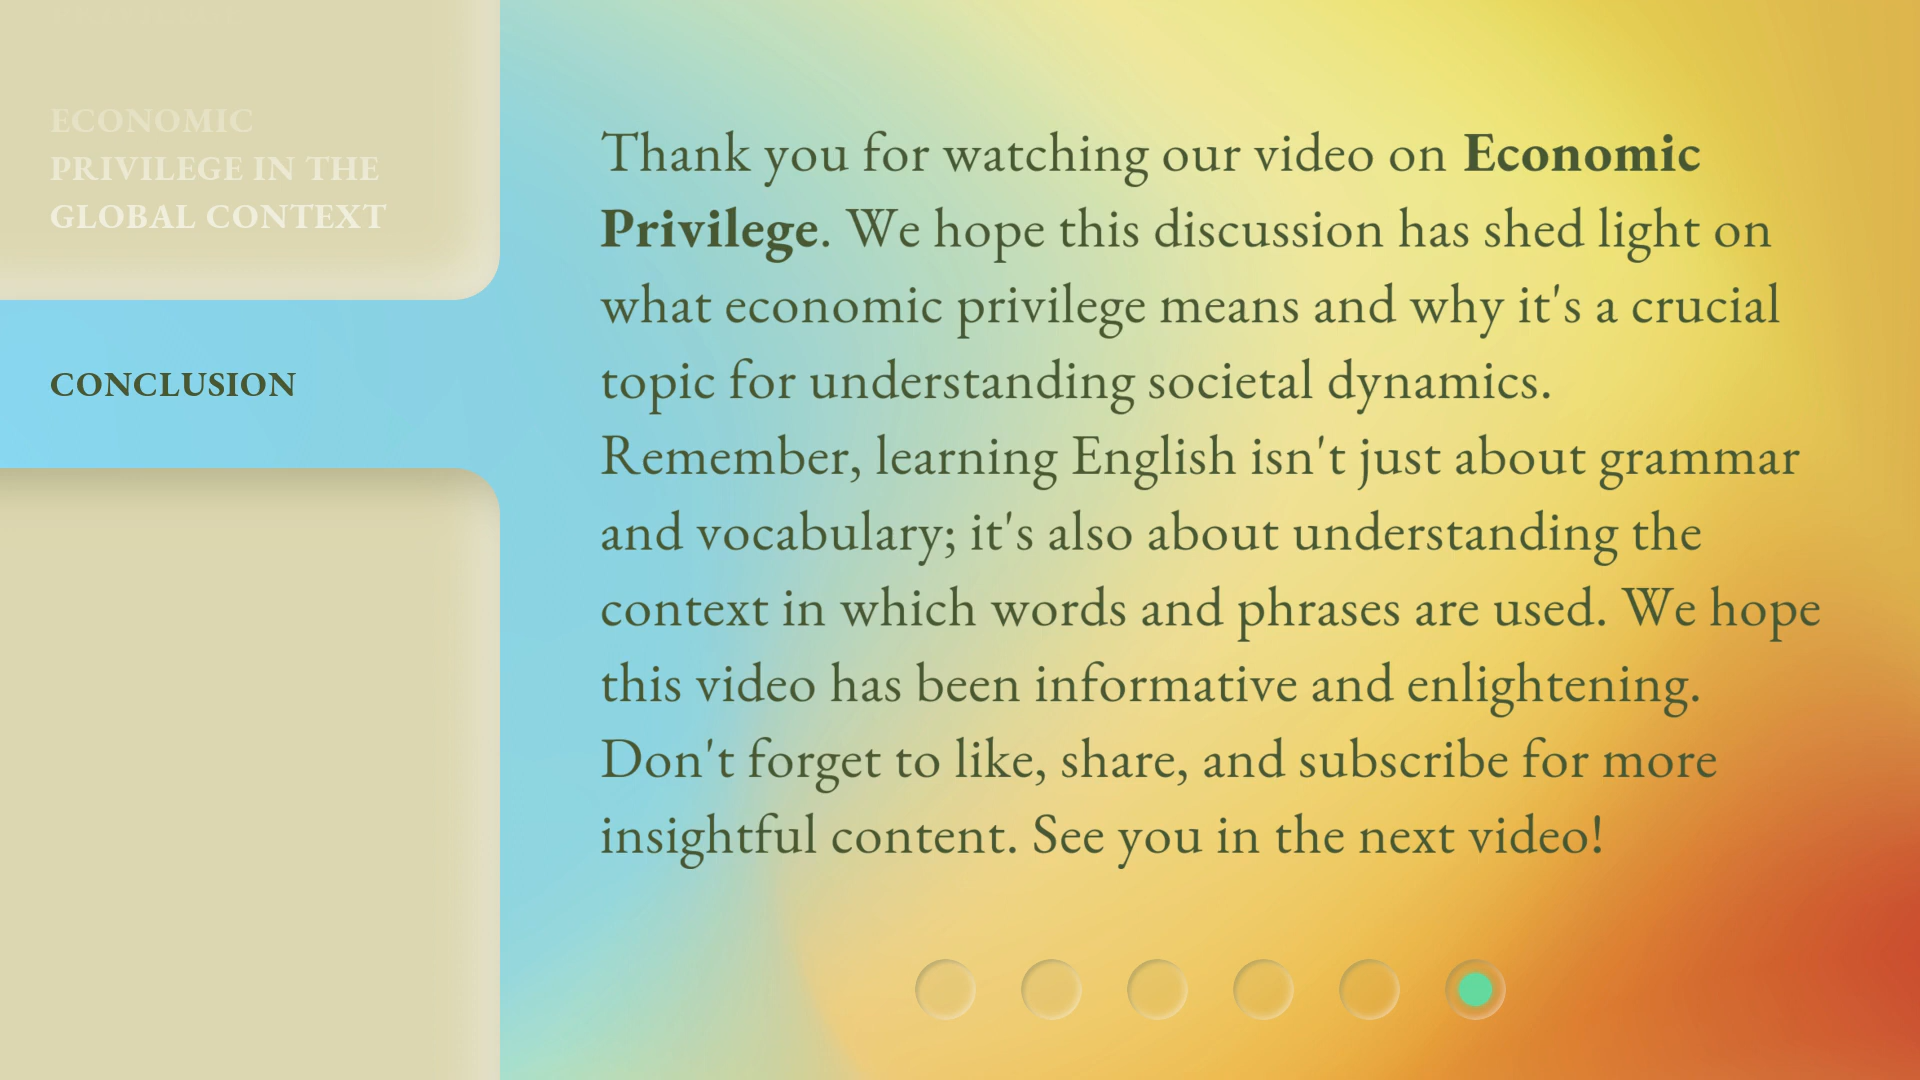 ECONOMIC
PRIVILEGE IN THE
GLOBAL CONTEXT
CONCLUSION
Thank you for watching our video on Economic
Privilege. We hope this discussion has shed light on
what economic privilege means and why it's a crucial
topic for understanding societal dynamics.
Remember, learning English isn't just about grammar
and vocabulary; it's also about understanding the
context in which words and phrases are used. We hope
this video has been informative and enlightening.
Don't forget to like, share, and subscribe for more
insightful content. See you in the next video!